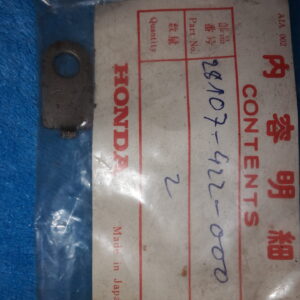 AIA 002
内容明細
CONTENTS
部品番号
Part No.
28107-422-000
数量
Quantity
2
HONDA
Made in Japan